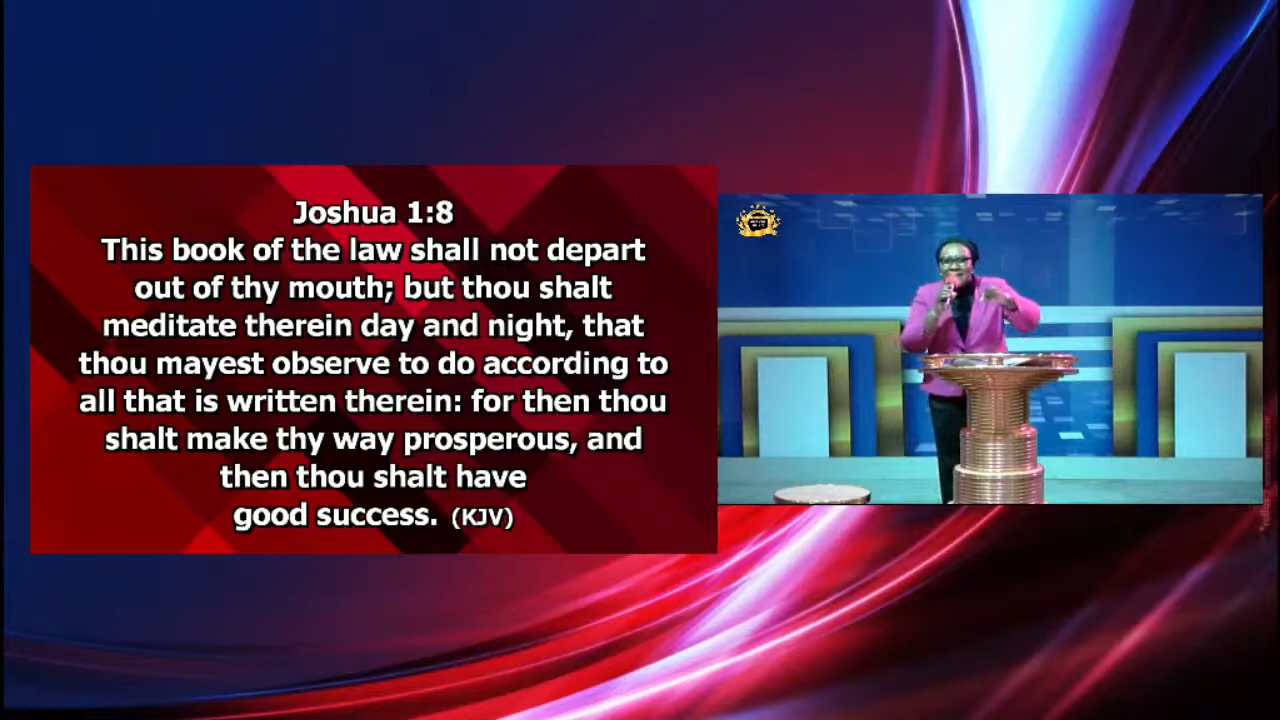 Joshua 1:8
This book of the law shall not depart
out of thy mouth; but thou shalt
meditate therein day and night, that
thou mayest observe to do according to
all that is written therein: for then thou
shalt make thy way prosperous, and
then thou shalt have
good success. (KJV)